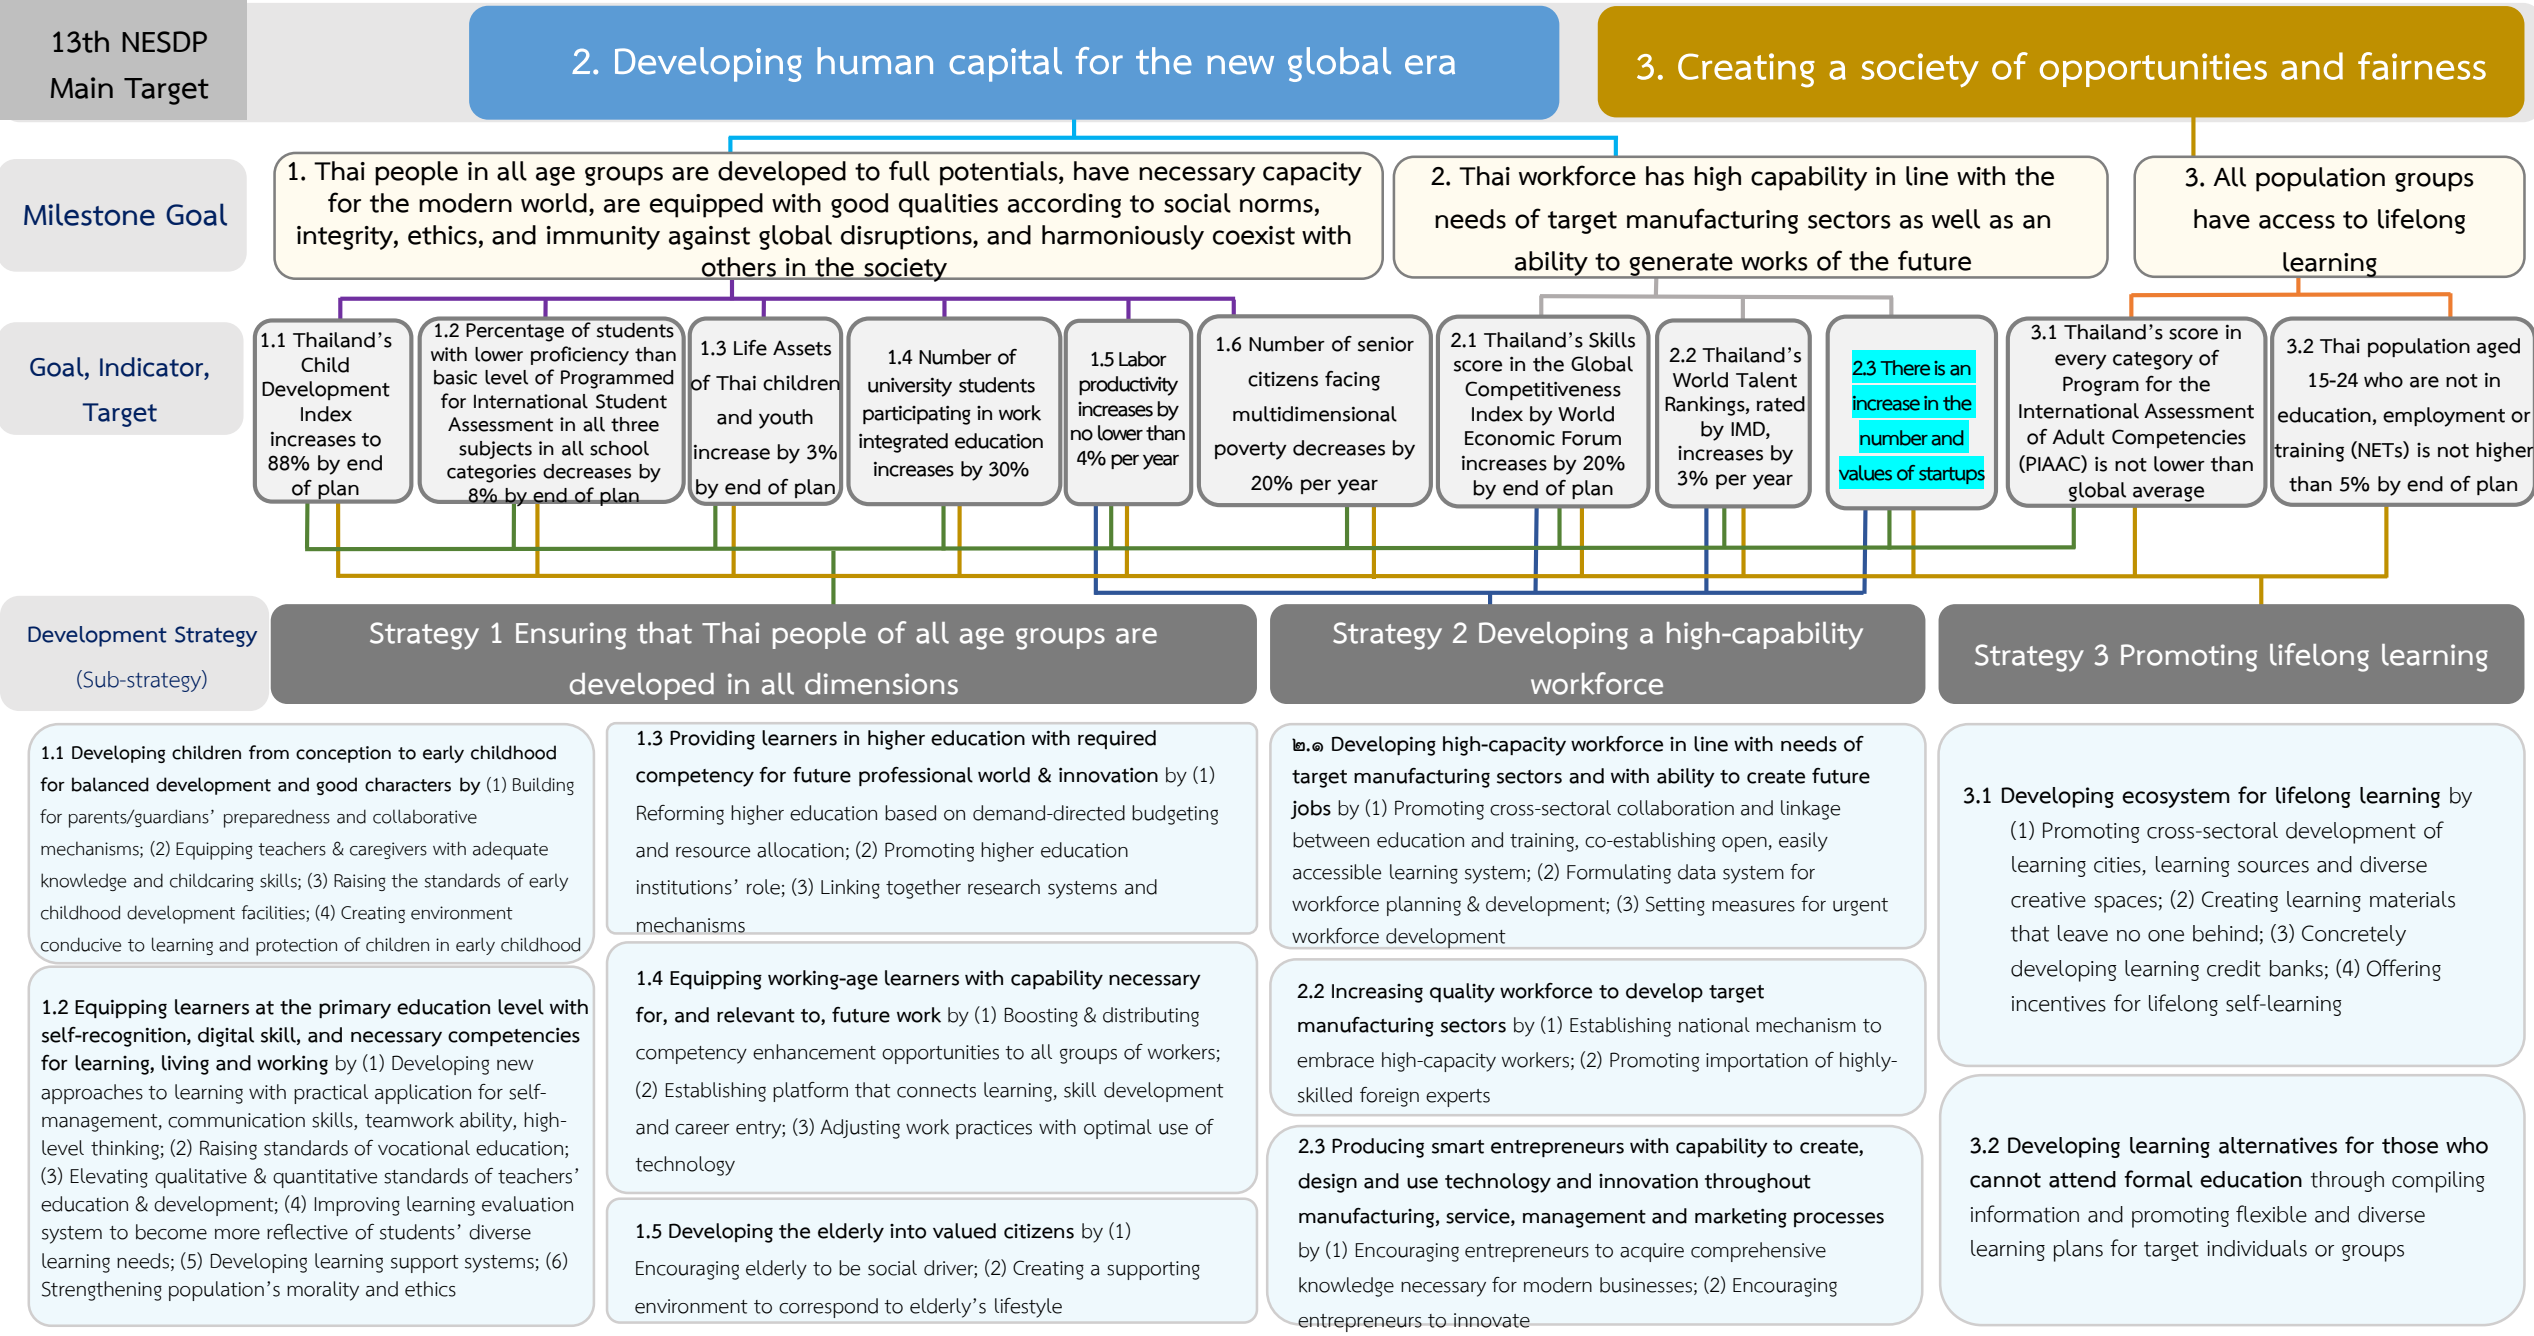 13th NESDP
Main Target
2. Developing human capital for the new global era
3. Creating a society of opportunities and fairness
Milestone Goal
1. Thai people in all age groups are developed to full potentials, have necessary capacity
for the modern world, are equipped with good qualities according to social norms,
integrity, ethics, and immunity against global disruptions, and harmoniously coexist with
others in the society
2. Thai workforce has high capability in line with the
needs of target manufacturing sectors as well as an
ability to generate works of the future
3. All population groups
have access to lifelong
learning
Goal, Indicator,
Target
1.1 Thailand's
Child
Development
Index
increases to
88% by end
of plan
1.2 Percentage of students
with lower proficiency than
basic level of Programmed
for International Student
Assessment in all three
subjects in all school
categories decreases by
8% by end of plan
1.3 Life Assets
of Thai children
and youth
increase by 3%
by end of plan
1.4 Number of
university students
participating in work
integrated education
increases by 30%
1.5 Labor
productivity
increases by
no lower than
4% per year
1.6 Number of senior
citizens facing
multidimensional
poverty decreases by
20% per year
2.1 Thailand's Skills
score in the Global
Competitiveness
Index by World
Economic Forum
increases by 20%
by end of plan
2.2 Thailand's
World Talent
Rankings, rated
by IMD,
increases by
3% per year
2.3 There is an
increase in the
number and
values of startups
3.1 Thailand's score in
every category of
Program for the
International Assessment
of Adult Competencies
(PIAAC) is not lower than
global average
3.2 Thai population aged
15-24 who are not in
education, employment or
training (NETs) is not higher
than 5% by end of plan
Development Strategy
(Sub-strategy)
Strategy 1 Ensuring that Thai people of all age groups are
developed in all dimensions
Strategy 2 Developing a high-capability
workforce
Strategy 3 Promoting lifelong learning
1.1 Developing children from conception to early childhood
for balanced development and good characters by (1) Building
for parents/guardians' preparedness and collaborative
mechanisms; (2) Equipping teachers & caregivers with adequate
knowledge and childcaring skills; (3) Raising the standards of early
childhood development facilities; (4) Creating environment
conducive to learning and protection of children in early childhood
1.2 Equipping learners at the primary education level with
self-recognition, digital skill, and necessary competencies
for learning, living and working by (1) Developing new
approaches to learning with practical application for self-
management, communication skills, teamwork ability, high-
level thinking; (2) Raising standards of vocational education;
(3) Elevating qualitative & quantitative standards of teachers'
education & development; (4) Improving learning evaluation
system to become more reflective of students' diverse
learning needs; (5) Developing learning support systems; (6)
Strengthening population's morality and ethics
1.3 Providing learners in higher education with required
competency for future professional world & innovation by (1)
Reforming higher education based on demand-directed budgeting
and resource allocation; (2) Promoting higher education
institutions' role; (3) Linking together research systems and
mechanisms
1.4 Equipping working-age learners with capability necessary
for, and relevant to, future work by (1) Boosting & distributing
competency enhancement opportunities to all groups of workers;
(2) Establishing platform that connects learning, skill development
and career entry; (3) Adjusting work practices with optimal use of
technology
1.5 Developing the elderly into valued citizens by (1)
Encouraging elderly to be social driver; (2) Creating a supporting
environment to correspond to elderly's lifestyle
๒.๑ Developing high-capacity workforce in line with needs of
target manufacturing sectors and with ability to create future
jobs by (1) Promoting cross-sectoral collaboration and linkage
between education and training, co-establishing open, easily
accessible learning system; (2) Formulating data system for
workforce planning & development; (3) Setting measures for urgent
workforce development
2.2 Increasing quality workforce to develop target
manufacturing sectors by (1) Establishing national mechanism to
embrace high-capacity workers; (2) Promoting importation of highly-
skilled foreign experts
2.3 Producing smart entrepreneurs with capability to create,
design and use technology and innovation throughout
manufacturing, service, management and marketing processes
by (1) Encouraging entrepreneurs to acquire comprehensive
knowledge necessary for modern businesses; (2) Encouraging
entrepreneurs to innovate
3.1 Developing ecosystem for lifelong learning by
(1) Promoting cross-sectoral development of
learning cities, learning sources and diverse
creative spaces; (2) Creating learning materials
that leave no one behind; (3) Concretely
developing learning credit banks; (4) Offering
incentives for lifelong self-learning
3.2 Developing learning alternatives for those who
cannot attend formal education through compiling
information and promoting flexible and diverse
learning plans for target individuals or groups